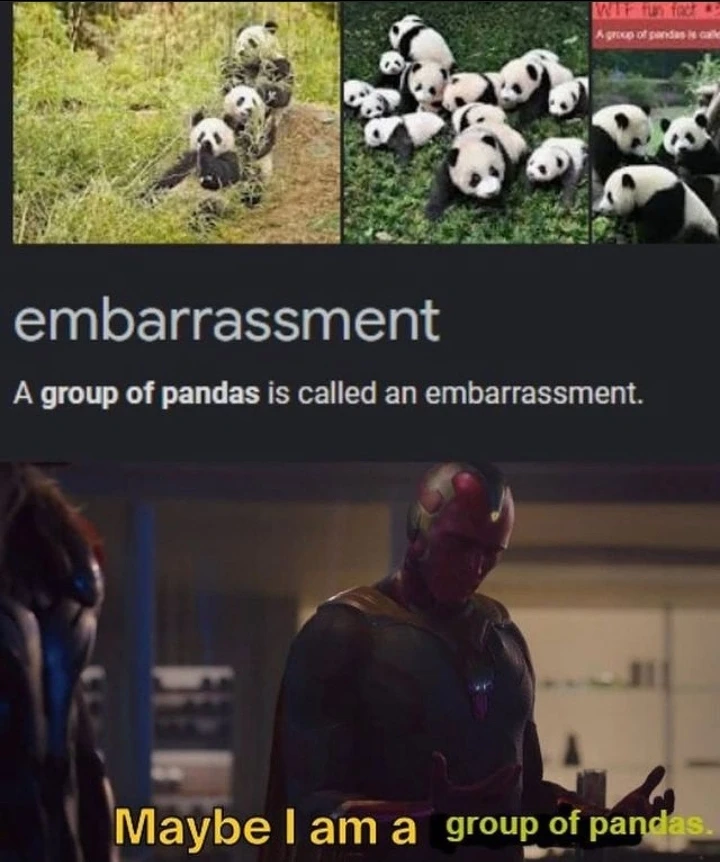 WTF fun fact
A group of pandas is calle
embarrassment
A group of pandas is called an embarrassment.
Maybe I am a group of pandas.